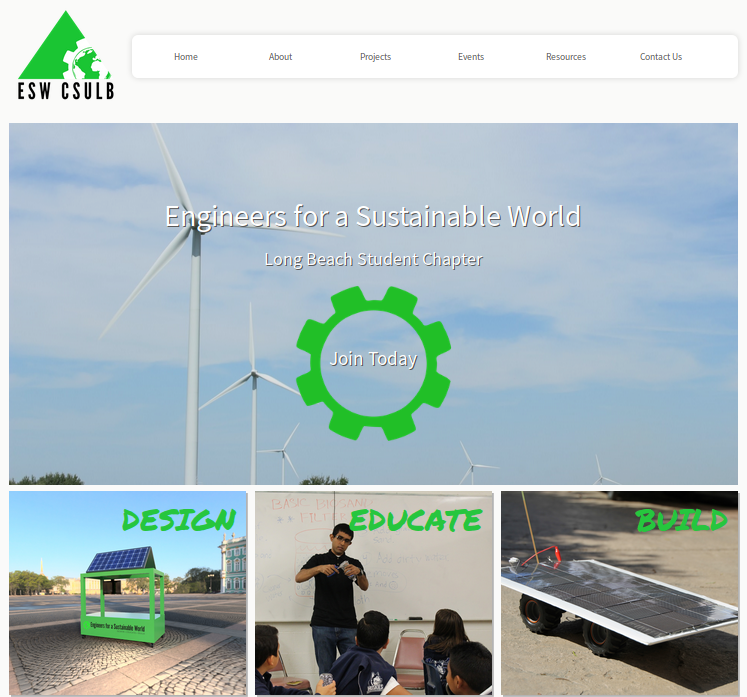 ESW CSULB
Home
About
Projects
Events
Resources
Contact Us
Engineers for a Sustainable World
Long Beach Student Chapter
Join Today
DESIGN
EDUCATE
BUILD
Engineers for a Sustainable World